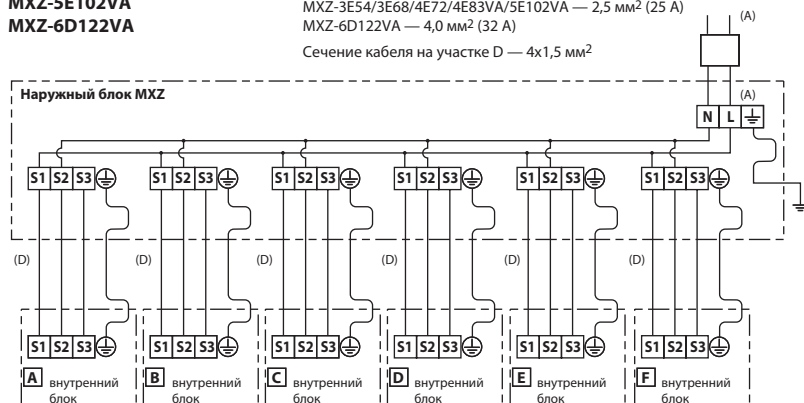 MXZ-5E102VA
MXZ-6D122VA
MXZ-3E54/3E68/4E72/4E83VA/5E102VA — 2,5 мм² (25 А)
MXZ-6D122VA — 4,0 мм² (32 А)
Сечение кабеля на участке D — 4х1,5 мм²
(A)
Наружный блок MXZ
(A)
N L
S1 S2 S3 S1 S2 S3 S1 S2 S3 S1 S2 S3 S1 S2 S3 S1 S2 S3
(D) (D) (D) (D) (D) (D)
S1 S2 S3 S1 S2 S3 S1 S2 S3 S1 S2 S3 S1 S2 S3 S1 S2 S3
A внутренний блок
B внутренний блок
C внутренний блок
D внутренний блок
E внутренний блок
F внутренний блок